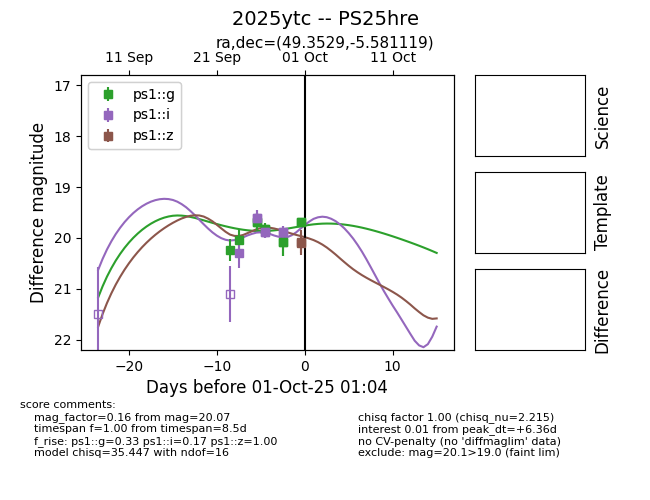 2025ytc -- PS25hre
ra,dec=(49.3529,-5.581119)
11 Sep 21 Sep 01 Oct 11 Oct
ps1::g
ps1::i
ps1::z
17
18
19
20
21
22
Difference magnitude
−20 −10 0 10
Days before 01-Oct-25 01:04
Science
Template
Difference
score comments:
mag_factor=0.16 from mag=20.07
timespan f=1.00 from timespan=8.5d
f_rise: ps1::g=0.33 ps1::i=0.17 ps1::z=1.00
model chisq=35.447 with ndof=16
chisq factor 1.00 (chisq_nu=2.215)
interest 0.01 from peak_dt=+6.36d
no CV-penalty (no 'diffmaglim' data)
exclude: mag=20.1>19.0 (faint lim)